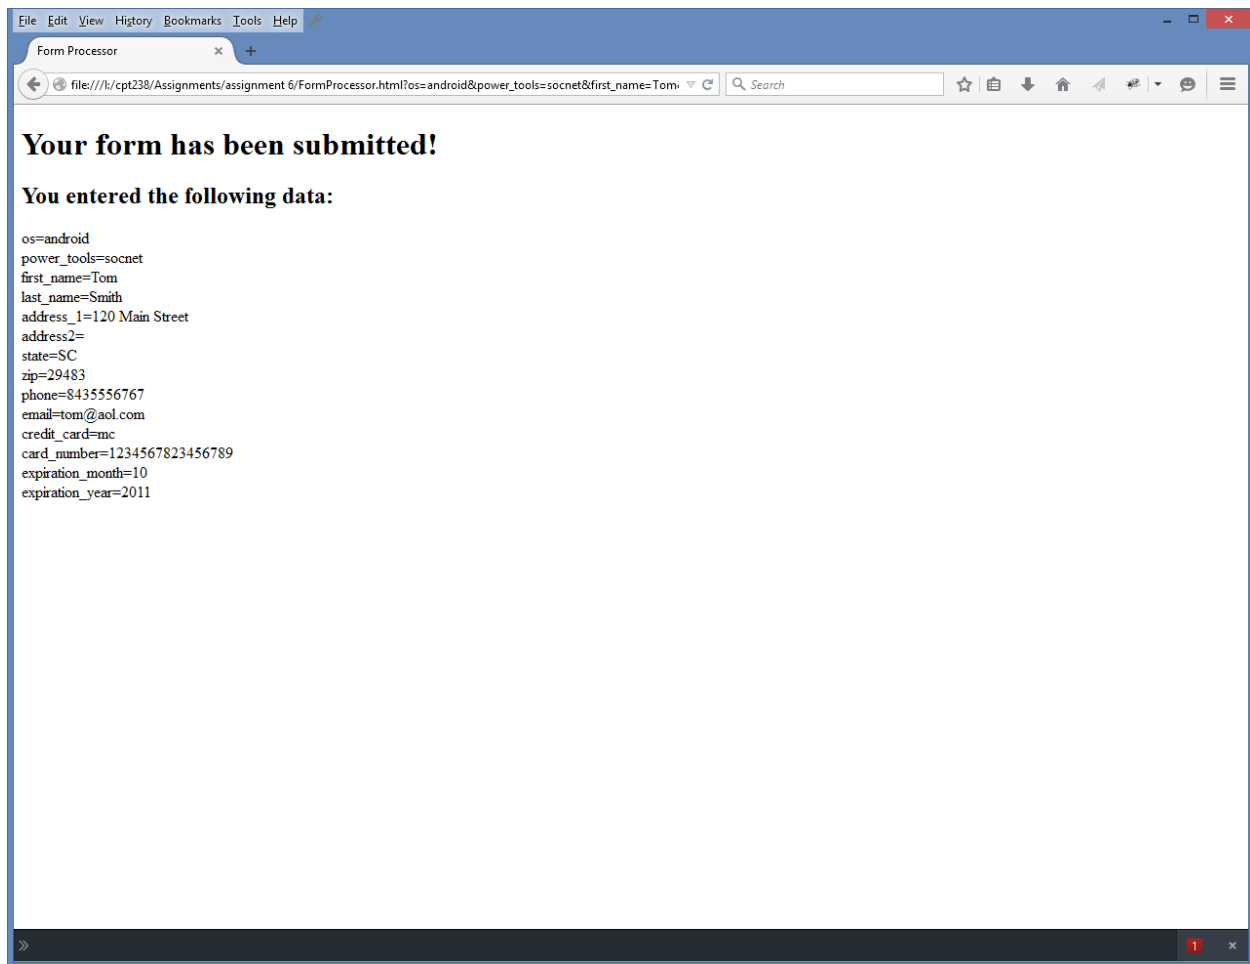 File Edit View History Bookmarks Tools Help
Form Processor
file:///I:/cpt238/Assignments/assignment 6/FormProcessor.html?os=android&power_tools=socnet&first_name=Tom
Search
Your form has been submitted!
You entered the following data:
os=android
power_tools=socnet
first_name=Tom
last_name=Smith
address_1=120 Main Street
address2=
state=SC
zip=29483
phone=8435556767
email=tom@aol.com
credit_card=mc
card_number=1234567823456789
expiration_month=10
expiration_year=2011
1